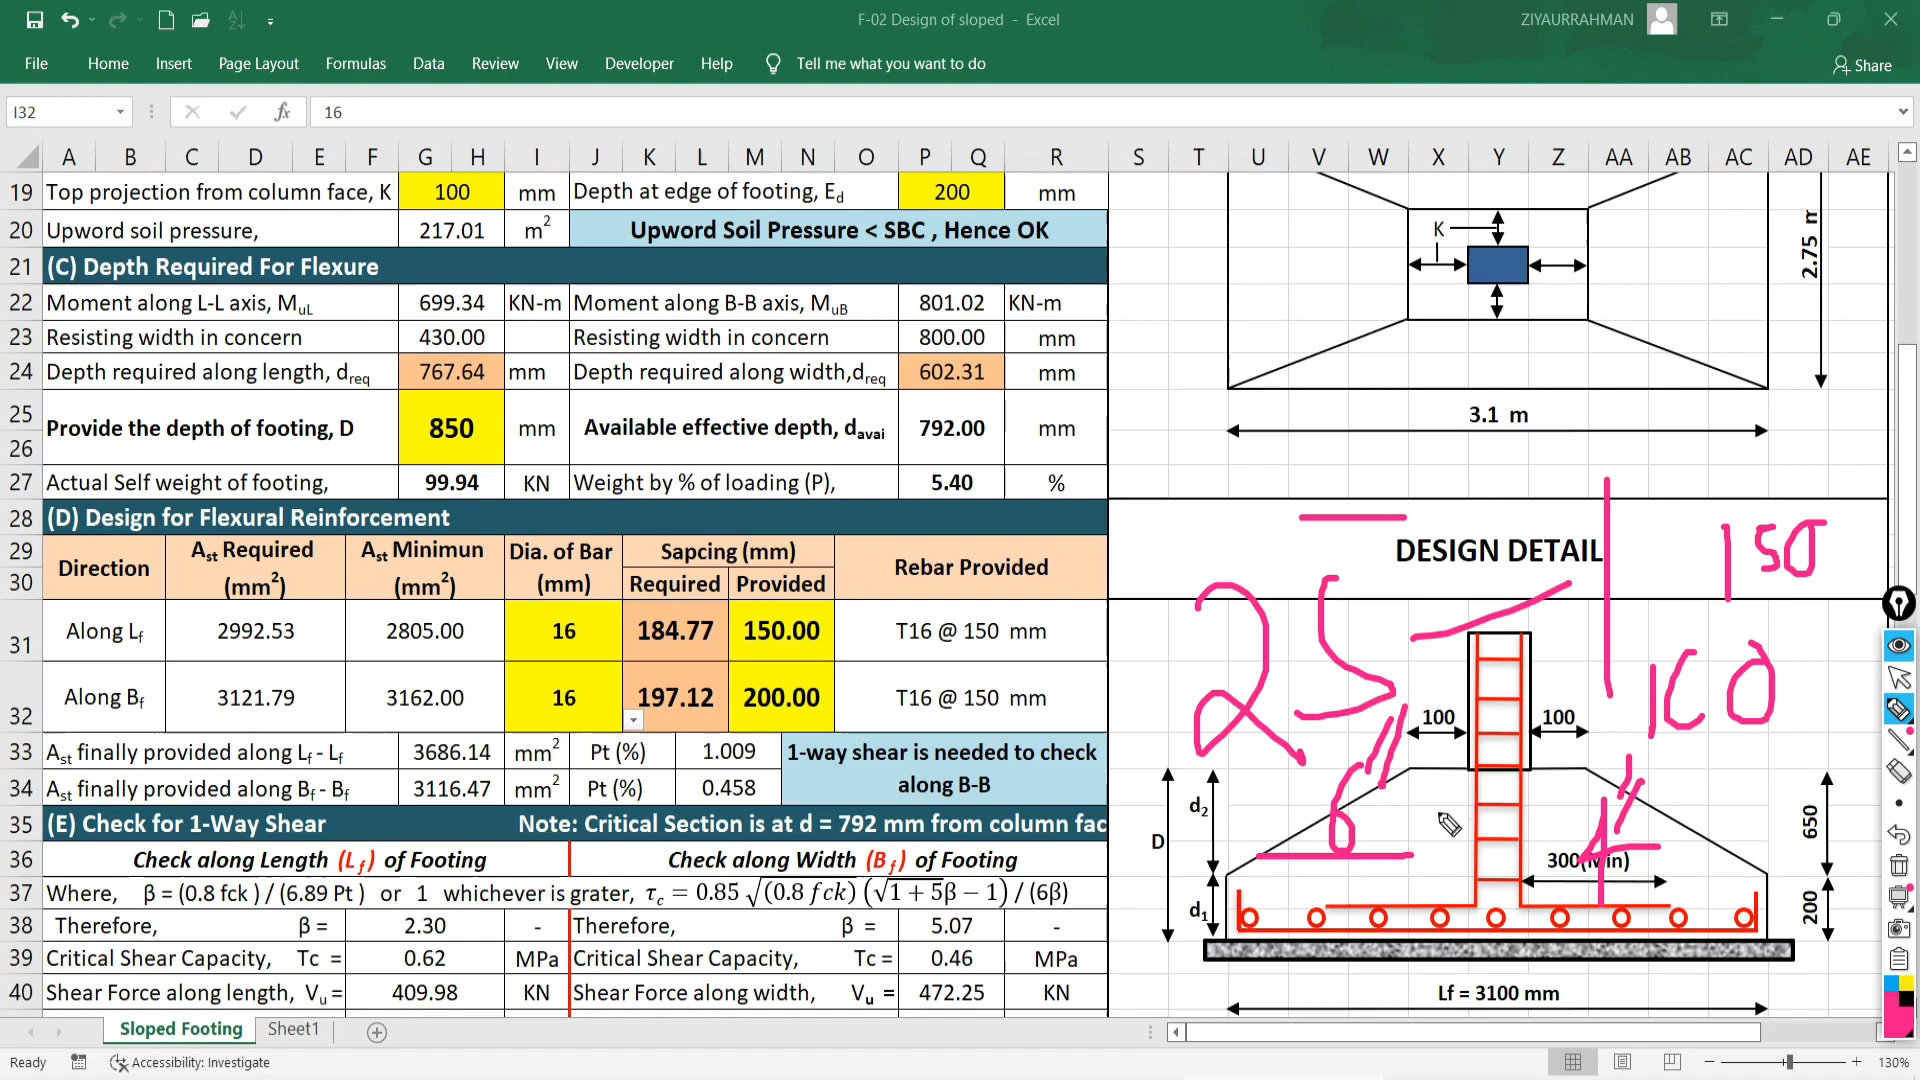 F-02 Design of sloped - Excel
ZIYAURRAHMAN
File Home Insert Page Layout Formulas Data Review View Developer Help Tell me what you want to do
Share
I32 fx 16
A B C D E F G H I J K L M N O P Q R S T U V W X Y Z AA AB AC AD AE
19 Top projection from column face, K 100 mm Depth at edge of footing, Ed 200 mm
20 Upword soil pressure, 217.01 m2 Upword Soil Pressure < SBC , Hence OK
21 (C) Depth Required For Flexure
22 Moment along L-L axis, MuL 699.34 KN-m Moment along B-B axis, MuB 801.02 KN-m
23 Resisting width in concern 430.00 Resisting width in concern 800.00 mm
24 Depth required along length, dreq 767.64 mm Depth required along width,dreq 602.31 mm
25
26 Provide the depth of footing, D 850 mm Available effective depth, davai 792.00 mm
27 Actual Self weight of footing, 99.94 KN Weight by % of loading (P), 5.40 %
28 (D) Design for Flexural Reinforcement
29 Direction Ast Required (mm2) Ast Minimun (mm2) Dia. of Bar (mm) Sapcing (mm) Rebar Provided
30 Required Provided
31 Along Lf 2992.53 2805.00 16 184.77 150.00 T16 @ 150 mm
32 Along Bf 3121.79 3162.00 16 197.12 200.00 T16 @ 150 mm
33 Ast finally provided along Lf - Lf 3686.14 mm2 Pt (%) 1.009 1-way shear is needed to check
34 Ast finally provided along Bf - Bf 3116.47 mm2 Pt (%) 0.458 along B-B
35 (E) Check for 1-Way Shear Note: Critical Section is at d = 792 mm from column fac
36 Check along Length (Lf) of Footing Check along Width (Bf) of Footing
37 Where, β = (0.8 fck ) / (6.89 Pt ) or 1 whichever is grater, τc = 0.85 √(0.8 fck) (√1 + 5β − 1) / (6β)
38 Therefore, β = 2.30 - Therefore, β = 5.07 -
39 Critical Shear Capacity, Tc = 0.62 MPa Critical Shear Capacity, Tc = 0.46 MPa
40 Shear Force along length, Vu = 409.98 KN Shear Force along width, Vu = 472.25 KN
K
2.75 m
3.1 m
DESIGN DETAIL
150
25
100
100 100
6"
4"
D d2 650
300(Min)
d1 200
Lf = 3100 mm
Sloped Footing Sheet1
Ready Accessibility: Investigate 130%